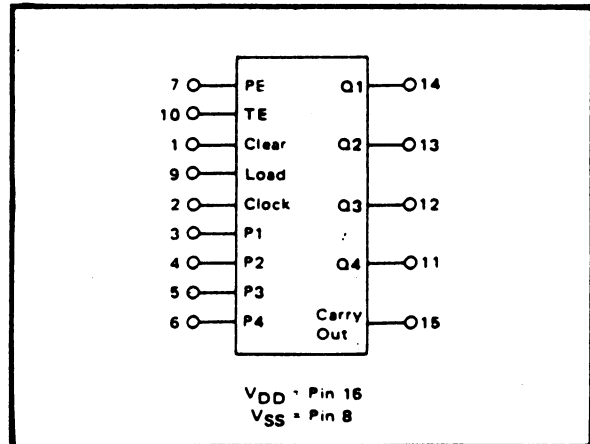 7 PE Q1 14
10 TE
1 Clear Q2 13
9 Load
2 Clock Q3 12
3 P1
4 P2 Q4 11
5 P3
6 P4 Carry Out 15
VDD = Pin 16
VSS = Pin 8